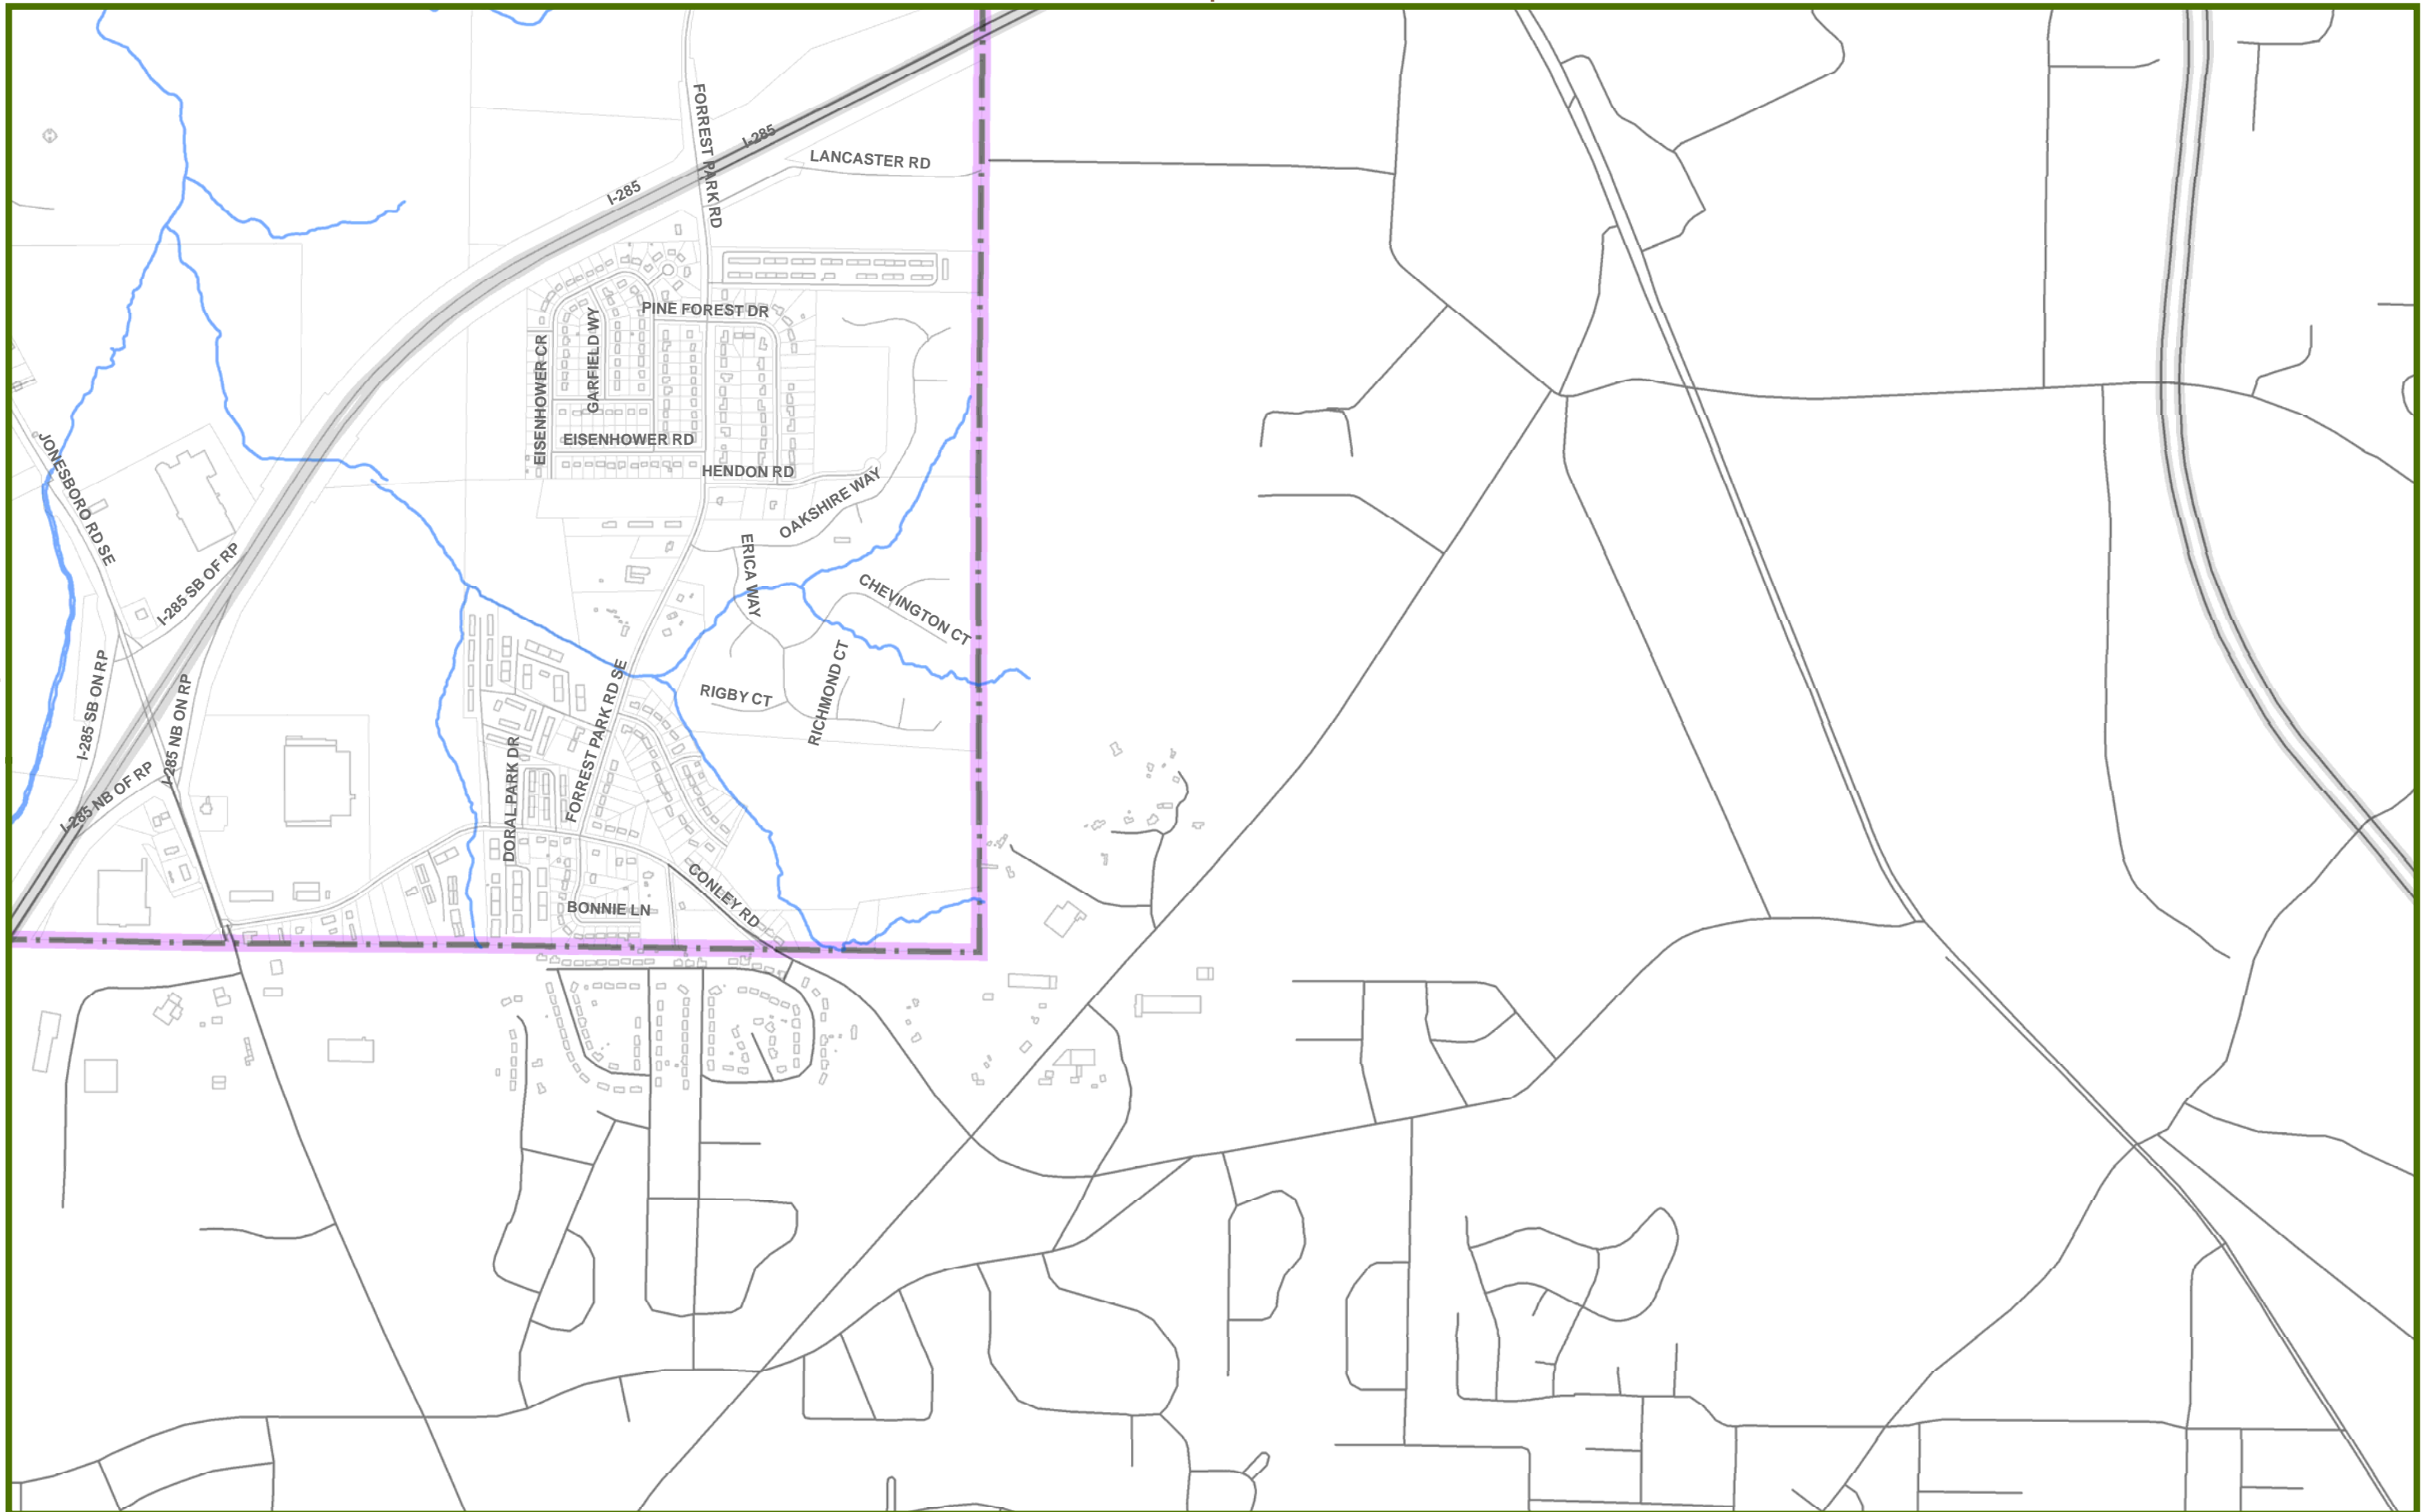 FORREST PARK RD
I-285
LANCASTER RD
I-285
PINE FOREST DR
GARFIELD WY
EISENHOWER CR
EISENHOWER RD
HENDON RD
OAKSHIRE WAY
JONESBORO RD SE
I-285 SB OF RP
ERICA WAY
CHEVINGTON CT
I-285 SB ON RP
I-285 NB ON RP
FORREST PARK RD SE
RIGBY CT
RICHMOND CT
I-285 NB OF RP
DORAL PARK DR
CONLEY RD
BONNIE LN